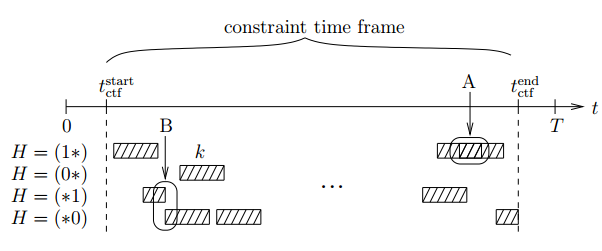 constraint time frame
t_ctf^start A t_ctf^end
t
0 B T
H = (1*) k
H = (0*)
H = (*1) ...
H = (*0)